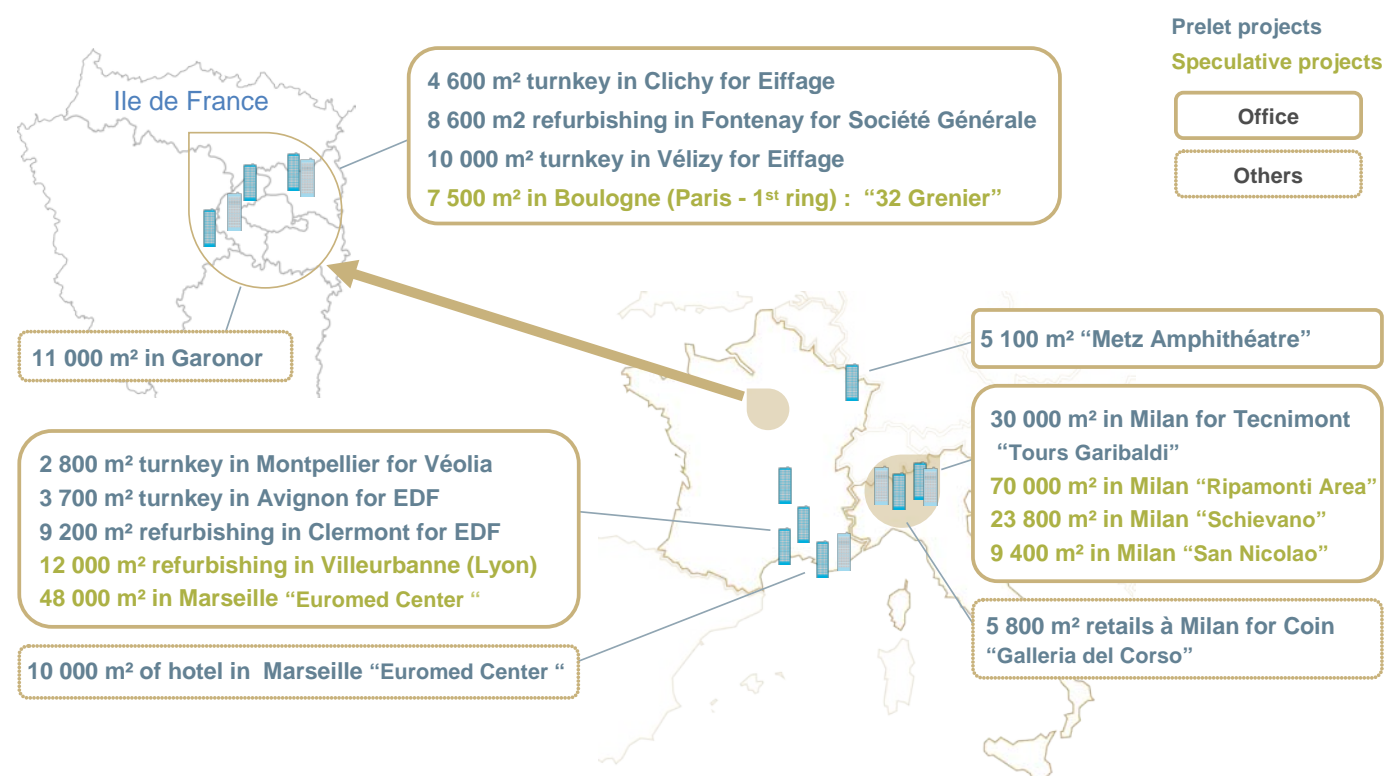 Prelet projects
Speculative projects
Office
Others
Ile de France
4 600 m² turnkey in Clichy for Eiffage
8 600 m2 refurbishing in Fontenay for Société Générale
10 000 m² turnkey in Vélizy for Eiffage
7 500 m² in Boulogne (Paris - 1st ring) : “32 Grenier”
11 000 m² in Garonor
5 100 m² “Metz Amphithéatre”
30 000 m² in Milan for Tecnimont
“Tours Garibaldi”
70 000 m² in Milan “Ripamonti Area”
23 800 m² in Milan “Schievano”
9 400 m² in Milan “San Nicolao”
2 800 m² turnkey in Montpellier for Véolia
3 700 m² turnkey in Avignon for EDF
9 200 m² refurbishing in Clermont for EDF
12 000 m² refurbishing in Villeurbanne (Lyon)
48 000 m² in Marseille “Euromed Center “
5 800 m² retails à Milan for Coin
“Galleria del Corso”
10 000 m² of hotel in Marseille “Euromed Center “